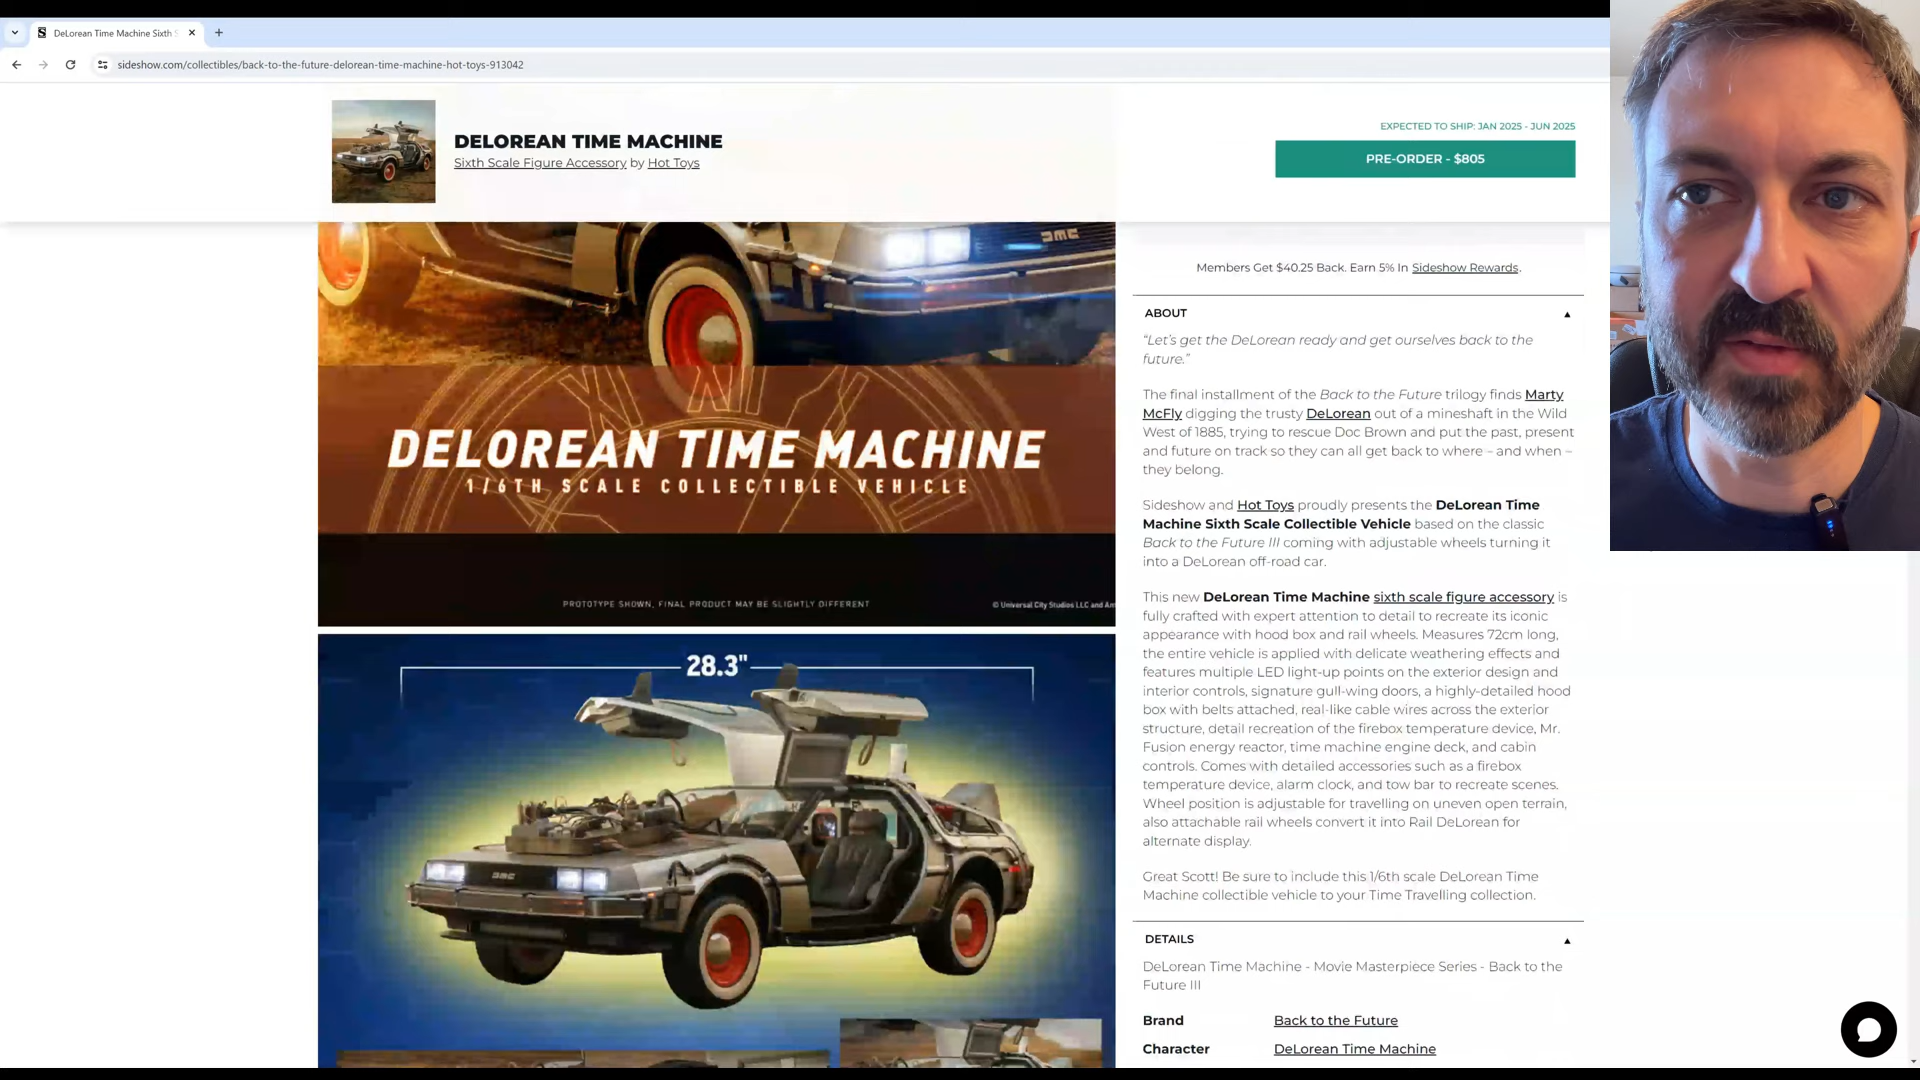 DeLorean Time Machine Sixth S
sideshow.com/collectibles/back-to-the-future-delorean-time-machine-hot-toys-913042
DELOREAN TIME MACHINE
Sixth Scale Figure Accessory by Hot Toys
EXPECTED TO SHIP: JAN 2025 - JUN 2025
PRE-ORDER - $805
DMC
DELOREAN TIME MACHINE
1/6TH SCALE COLLECTIBLE VEHICLE
PROTOTYPE SHOWN, FINAL PRODUCT MAY BE SLIGHTLY DIFFERENT
© Universal City Studios LLC and Am
28.3"
DMC
Members Get $40.25 Back. Earn 5% In Sideshow Rewards.
ABOUT
“Let’s get the DeLorean ready and get ourselves back to the
future.”
The final installment of the Back to the Future trilogy finds Marty
McFly digging the trusty DeLorean out of a mineshaft in the Wild
West of 1885, trying to rescue Doc Brown and put the past, present
and future on track so they can all get back to where – and when –
they belong.
Sideshow and Hot Toys proudly presents the DeLorean Time
Machine Sixth Scale Collectible Vehicle based on the classic
Back to the Future III coming with adjustable wheels turning it
into a DeLorean off-road car.
This new DeLorean Time Machine sixth scale figure accessory is
fully crafted with expert attention to detail to recreate its iconic
appearance with hood box and rail wheels. Measures 72cm long,
the entire vehicle is applied with delicate weathering effects and
features multiple LED light-up points on the exterior design and
interior controls, signature gull-wing doors, a highly-detailed hood
box with belts attached, real-like cable wires across the exterior
structure, detail recreation of the firebox temperature device, Mr.
Fusion energy reactor, time machine engine deck, and cabin
controls. Comes with detailed accessories such as a firebox
temperature device, alarm clock, and tow bar to recreate scenes.
Wheel position is adjustable for travelling on uneven open terrain,
also attachable rail wheels convert it into Rail DeLorean for
alternate display.
Great Scott! Be sure to include this 1/6th scale DeLorean Time
Machine collectible vehicle to your Time Travelling collection.
DETAILS
DeLorean Time Machine - Movie Masterpiece Series - Back to the
Future III
Brand Back to the Future
Character DeLorean Time Machine